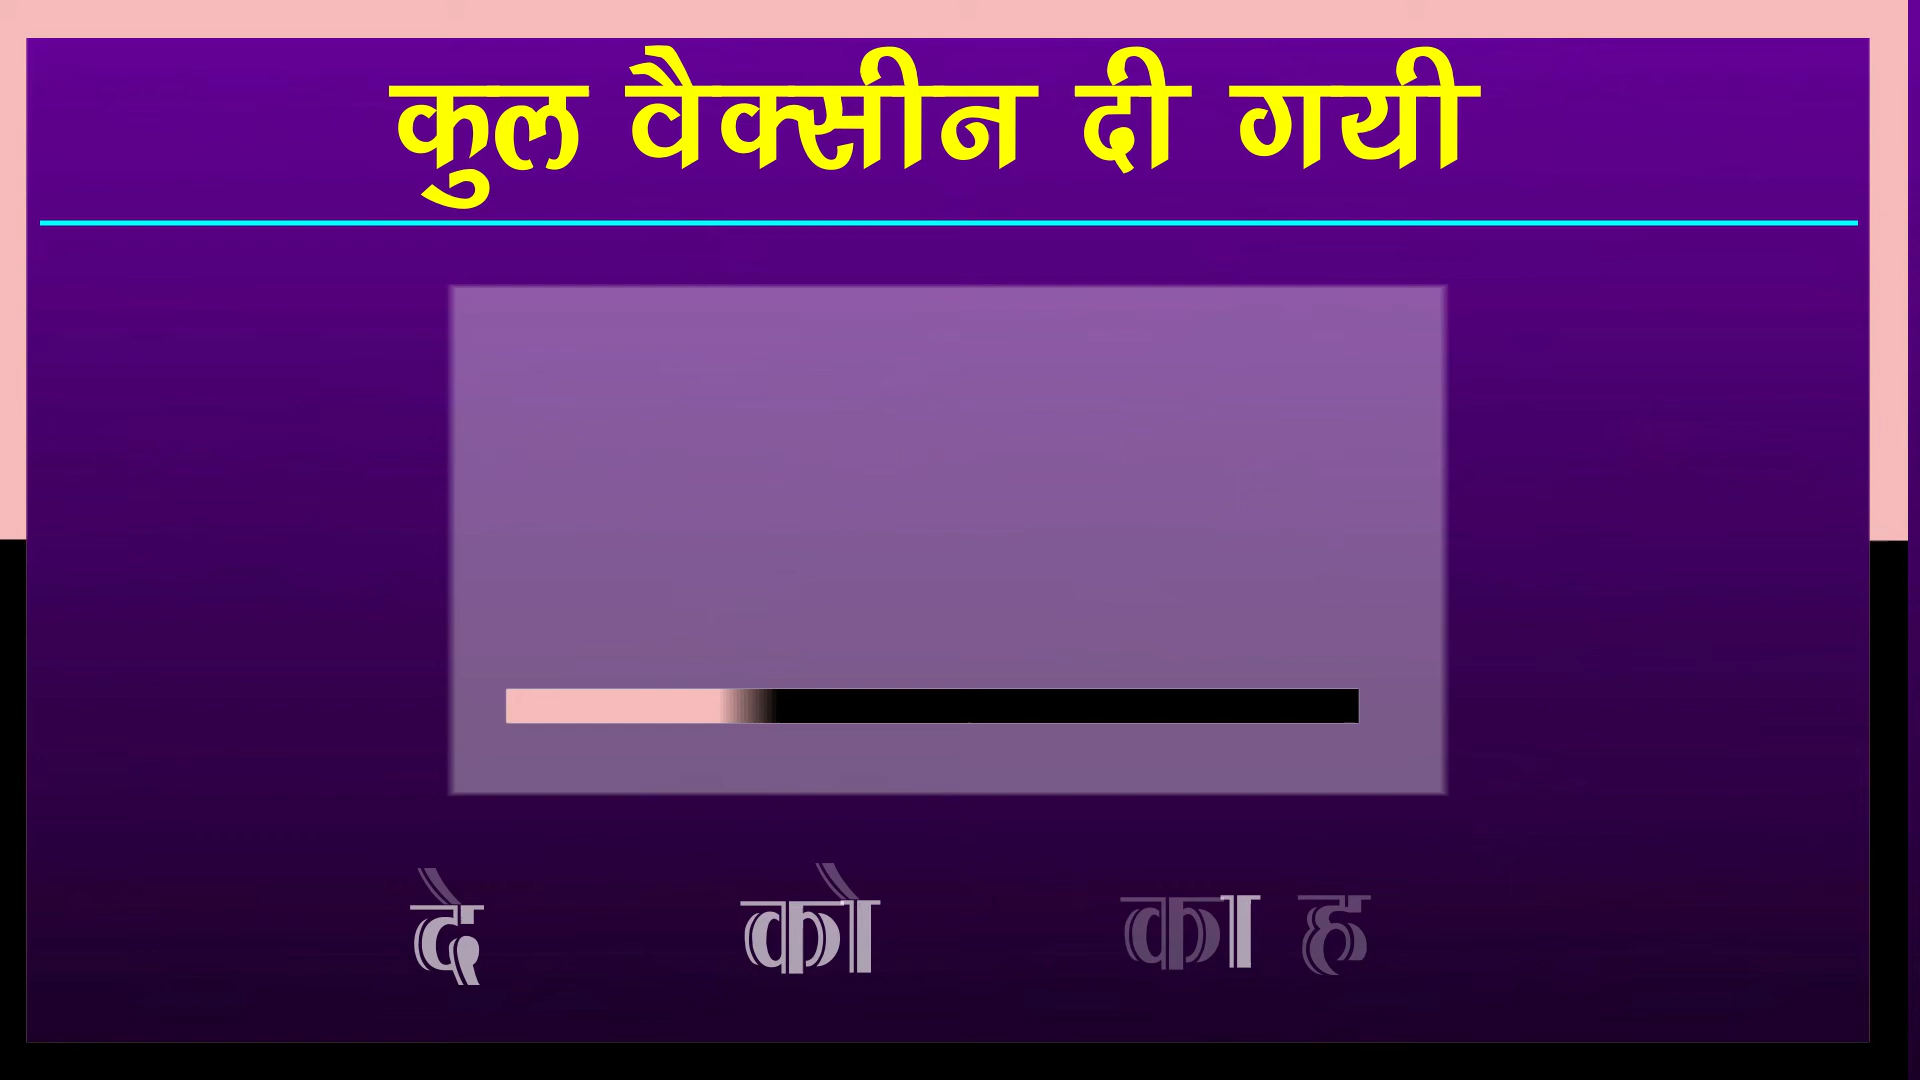 कुल वैक्सीन दी गयी
दे को का ह